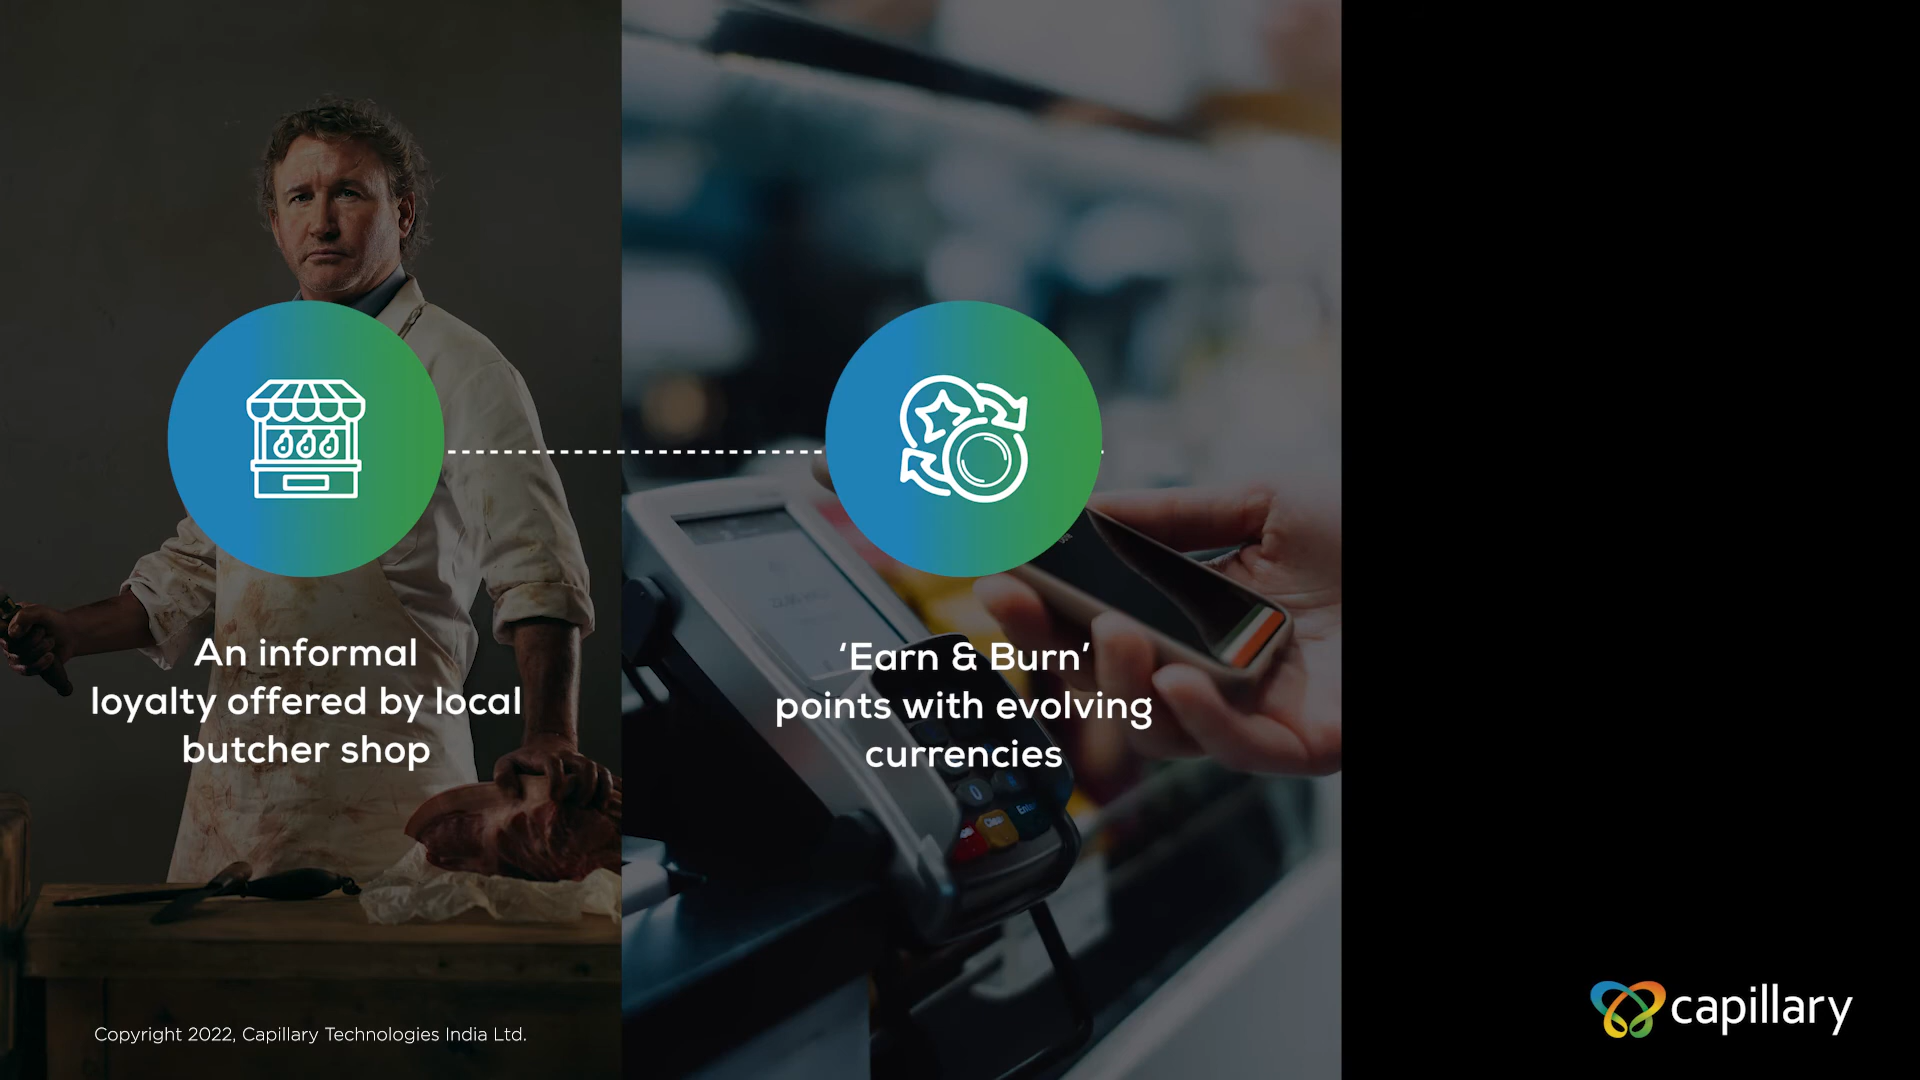 An informal
loyalty offered by local
butcher shop
‘Earn & Burn’
points with evolving
currencies
Copyright 2022, Capillary Technologies India Ltd.
capillary